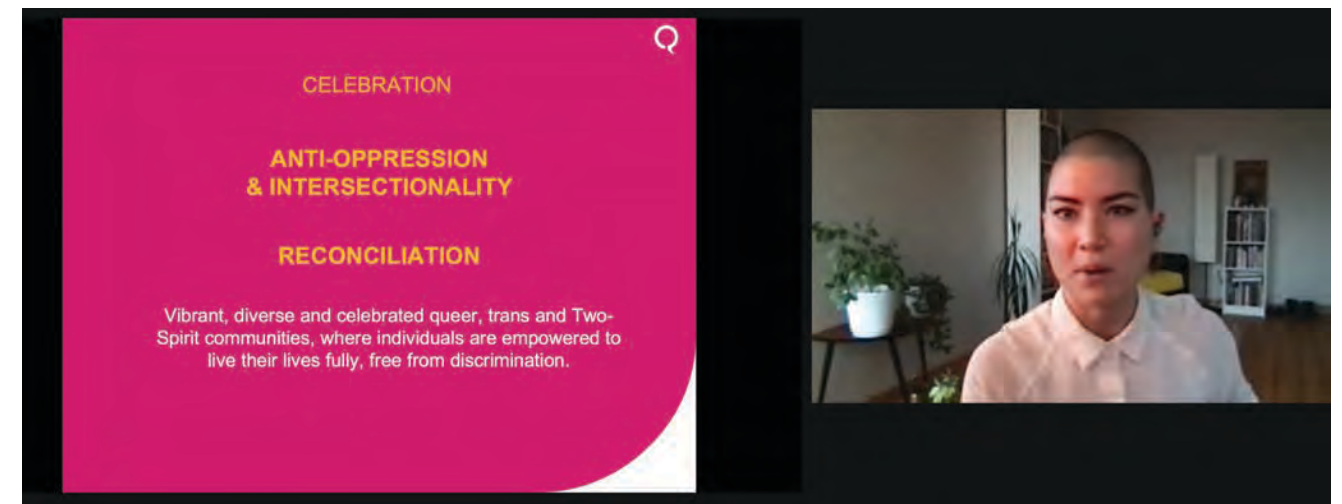 CELEBRATION
ANTI-OPPRESSION
& INTERSECTIONALITY
RECONCILIATION
Vibrant, diverse and celebrated queer, trans and Two-
Spirit communities, where individuals are empowered to
live their lives fully, free from discrimination.